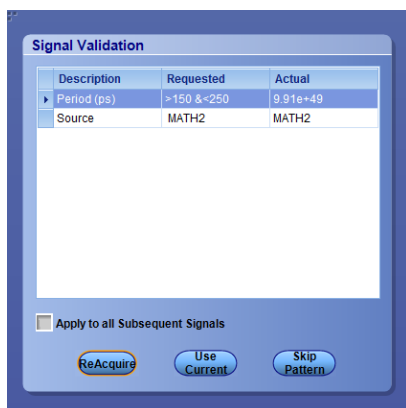 Signal Validation
Description Requested Actual
Period (ps) >150 &<250 9.91e+49
Source MATH2 MATH2
Apply to all Subsequent Signals
ReAcquire Use Current Skip Pattern